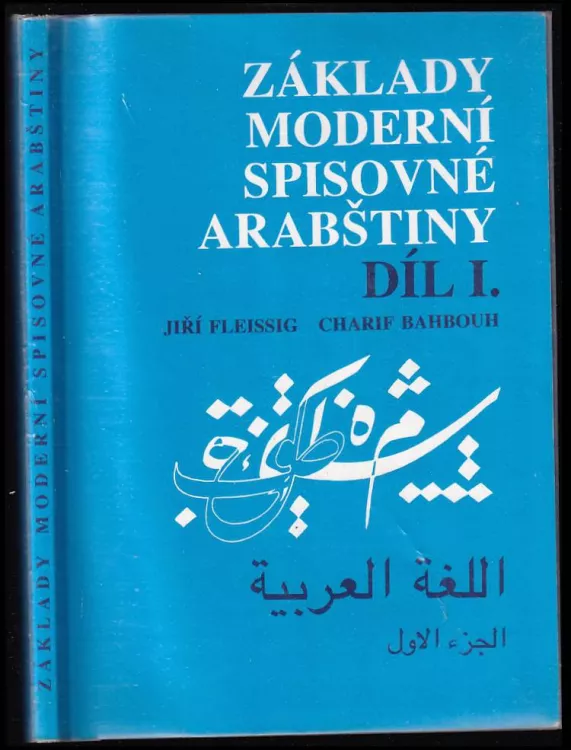 ZÁKLADY MODERNÍ SPISOVNÉ ARABŠTINY
ZÁKLADY
MODERNÍ
SPISOVNÉ
ARABŠTINY
DÍL I.
JIŘÍ FLEISSIG CHARIF BAHBOUH
اللغة العربية
الجزء الاول